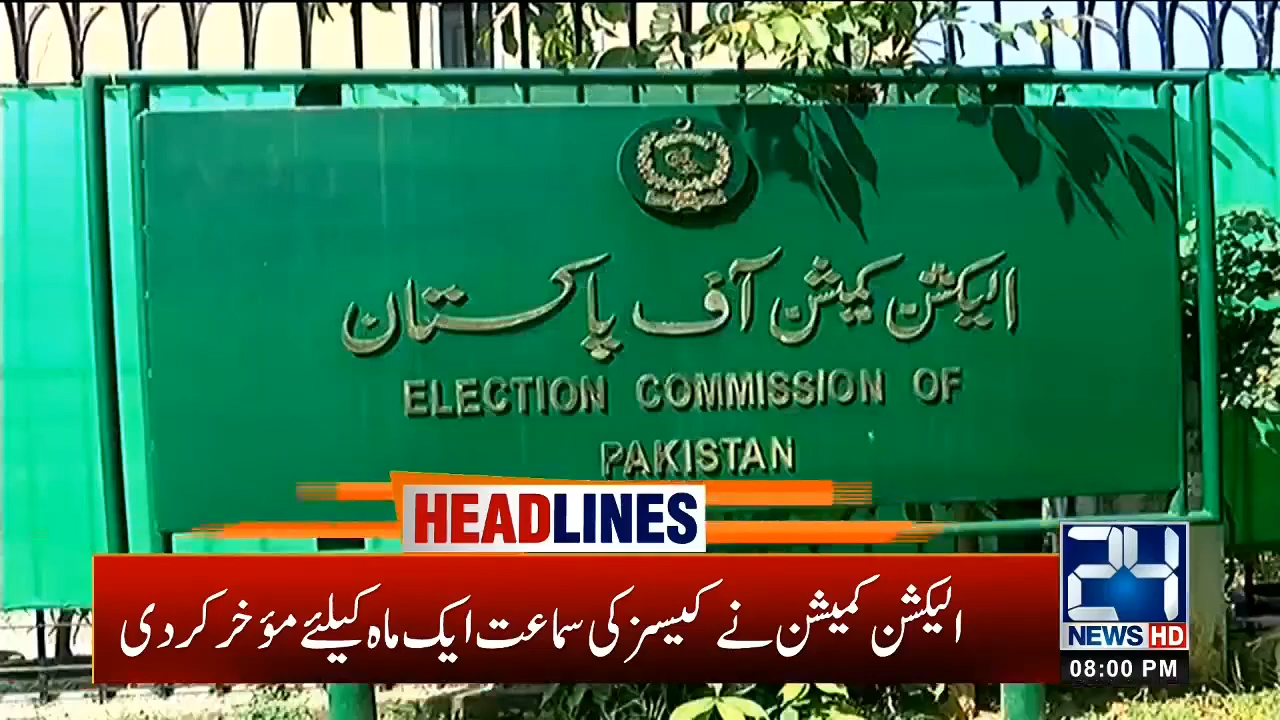 الیکشن کمیشن آف پاکستان
ELECTION COMMISSION OF
PAKISTAN
HEADLINES
الیکشن کمیشن نے کیسز کی سماعت ایک ماہ کیلئے مؤخر کر دی
24
NEWS HD
08:00 PM